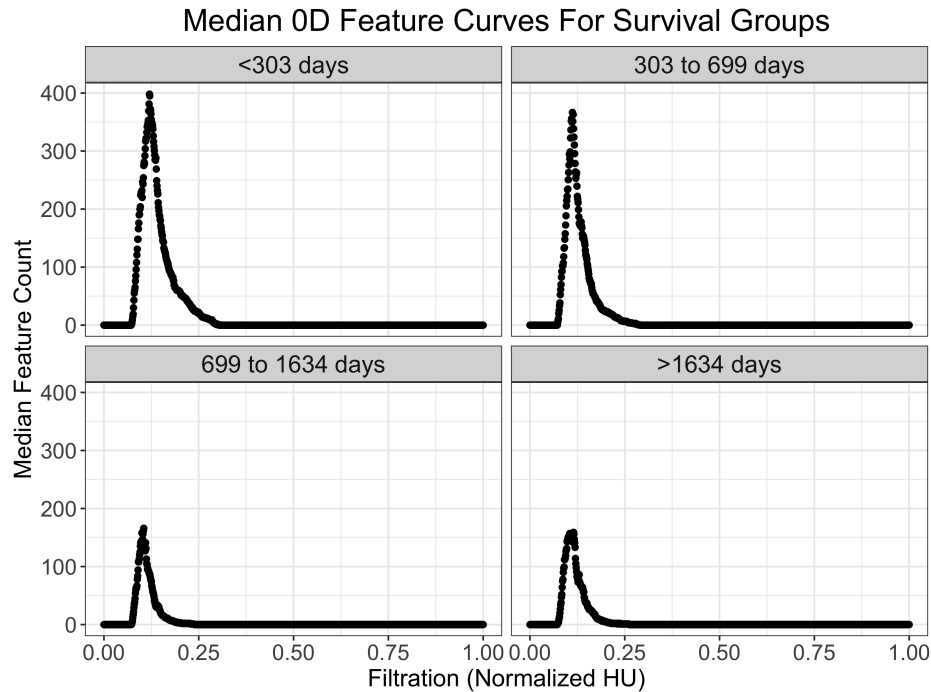 Median 0D Feature Curves For Survival Groups
<303 days
303 to 699 days
400
300
200
100
0
699 to 1634 days
>1634 days
400
300
200
100
0
Median Feature Count
0.00 0.25 0.50 0.75 1.00 0.00 0.25 0.50 0.75 1.00
Filtration (Normalized HU)